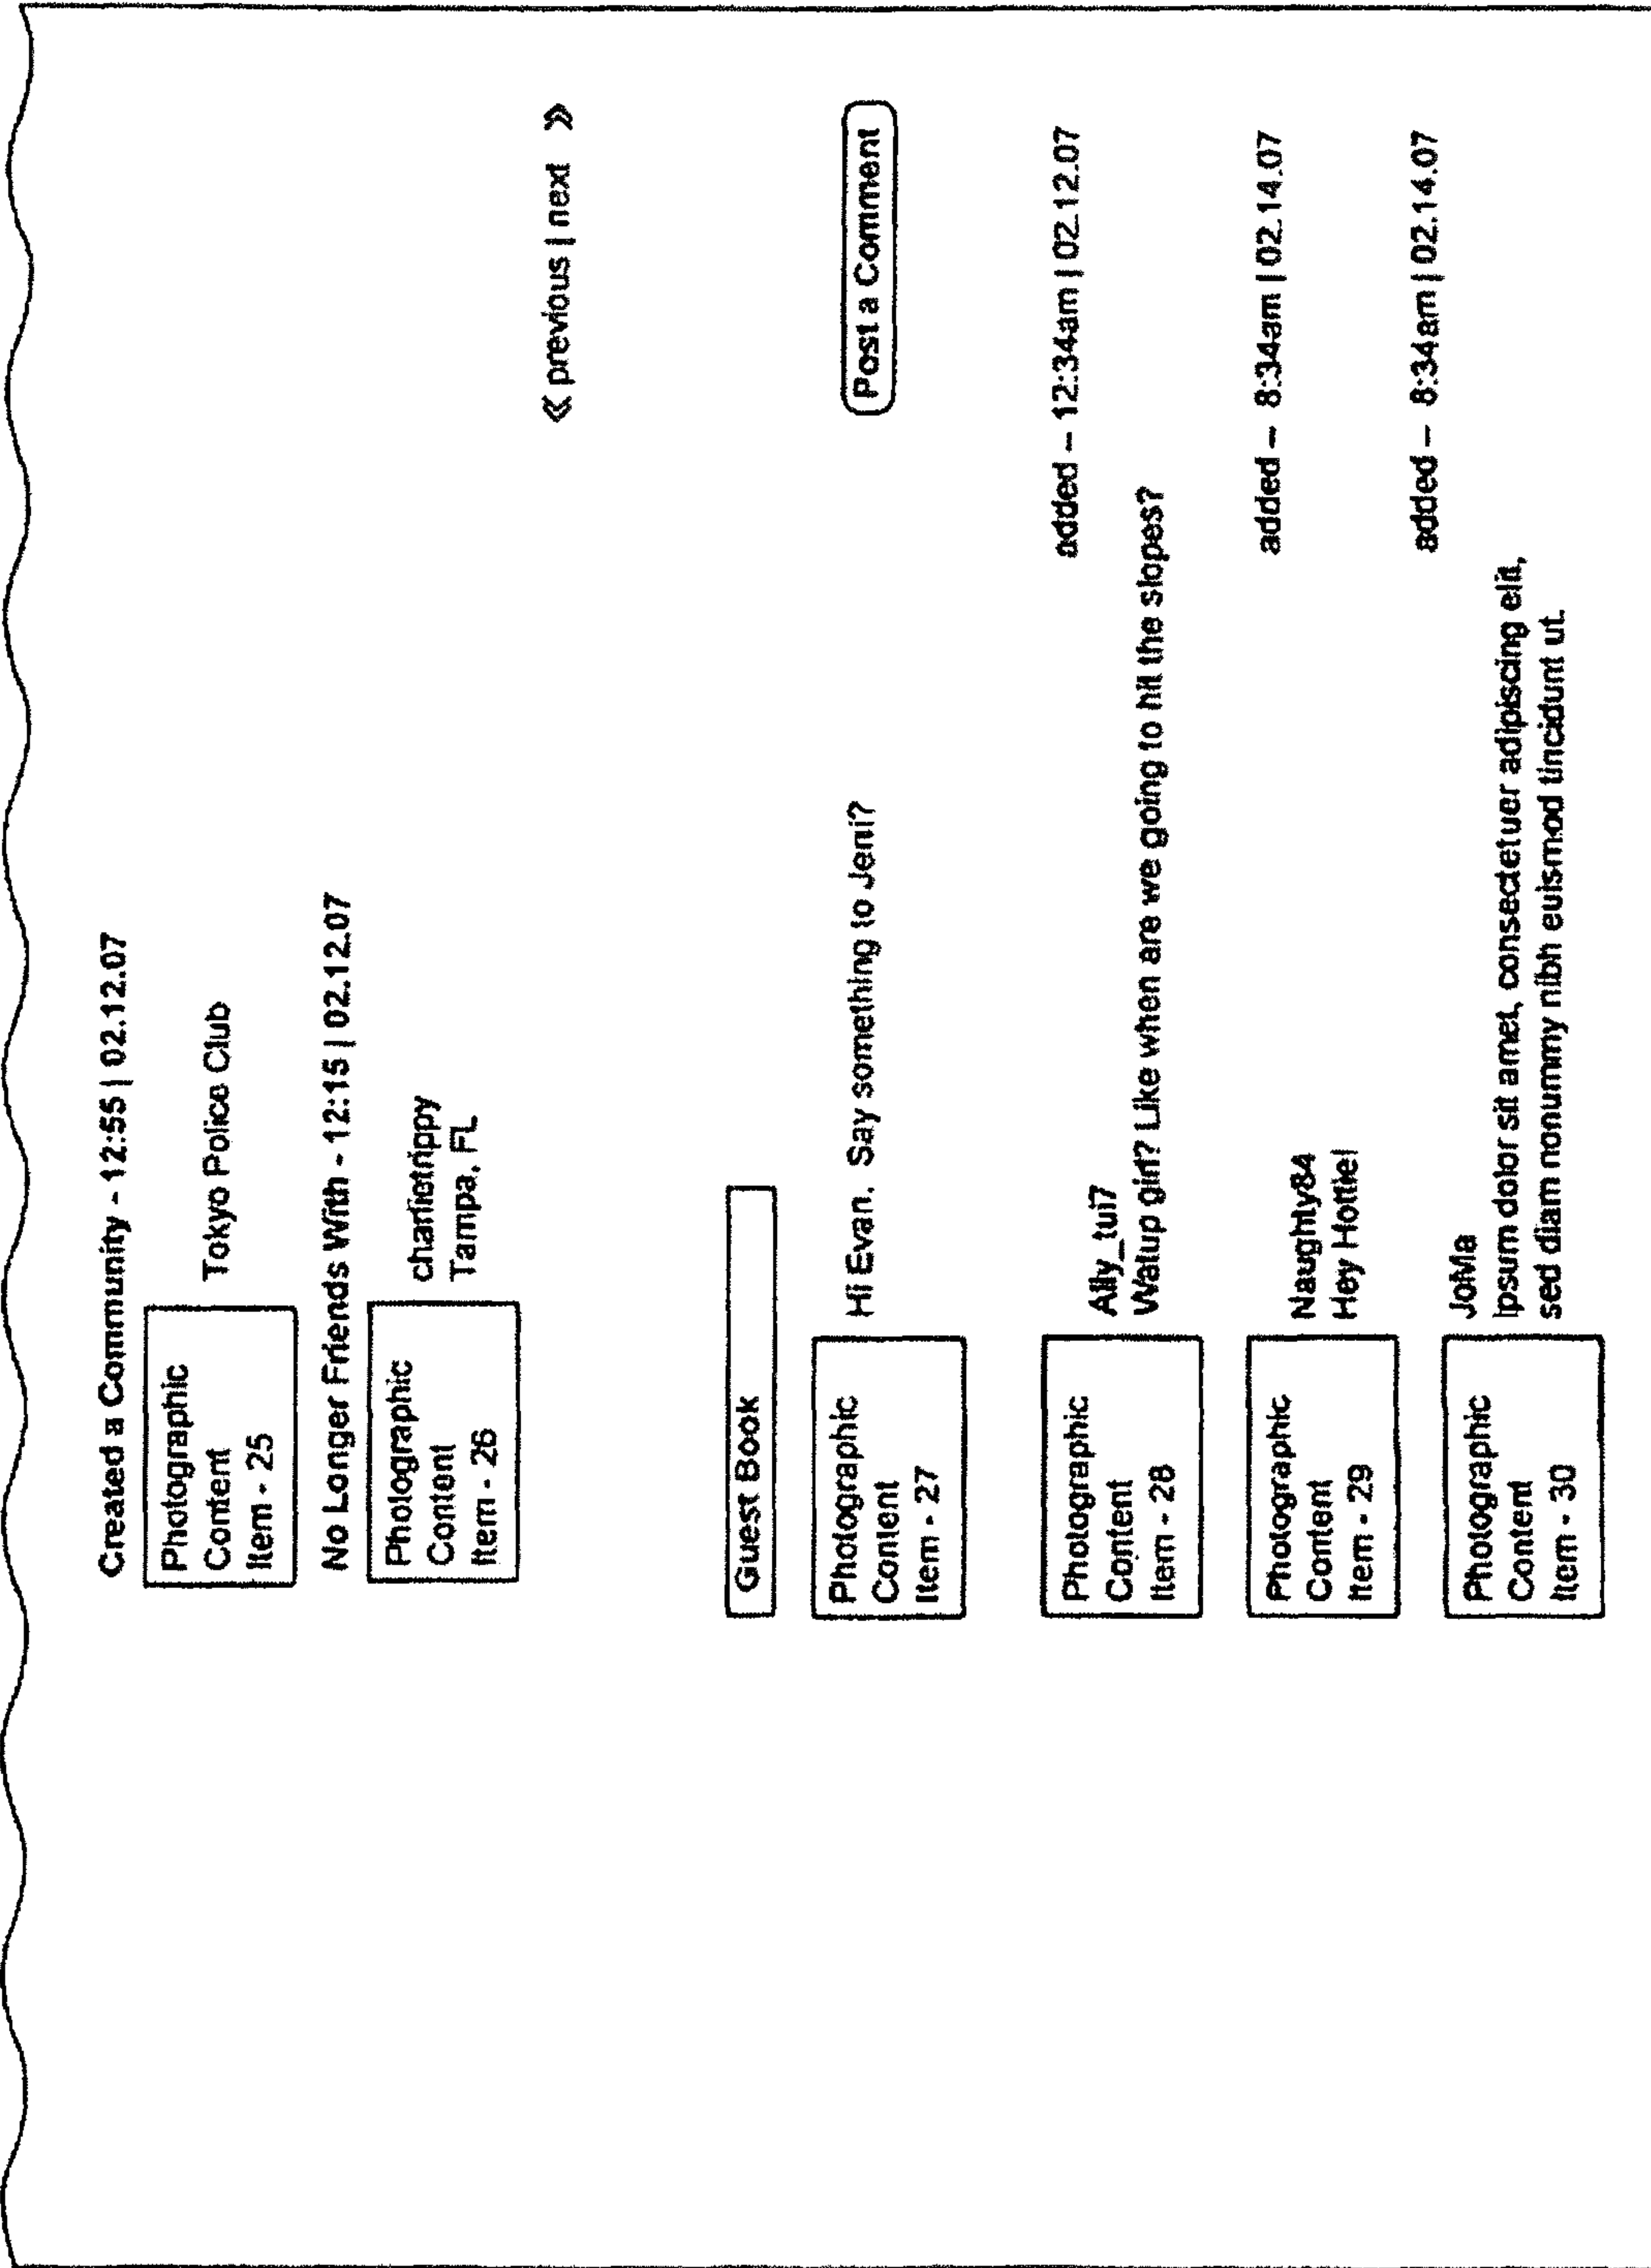 Created a Community - 12:55 | 02.12.07
Photographic
Content
Item - 25
Tokyo Police Club
No Longer Friends With - 12:15 | 02.12.07
Photographic
Content
Item - 26
charlietrippy
Tampa, FL
« previous | next »
Guest Book
Photographic
Content
Item - 27
Hi Evan. Say something to Jeni?
Post a Comment
Photographic
Content
Item - 28
Ally_tui7
Watup girl? Like when are we going to hit the slopes?
added – 12:34am | 02.12.07
Photographic
Content
Item - 29
Naughty84
Hey Hottie!
added – 8:34am | 02.14.07
Photographic
Content
Item - 30
JoMa
Ipsum dolor sit amet, consectetuer adipiscing elit,
sed diam nonummy nibh euismod tincidunt ut.
added – 8:34am | 02.14.07